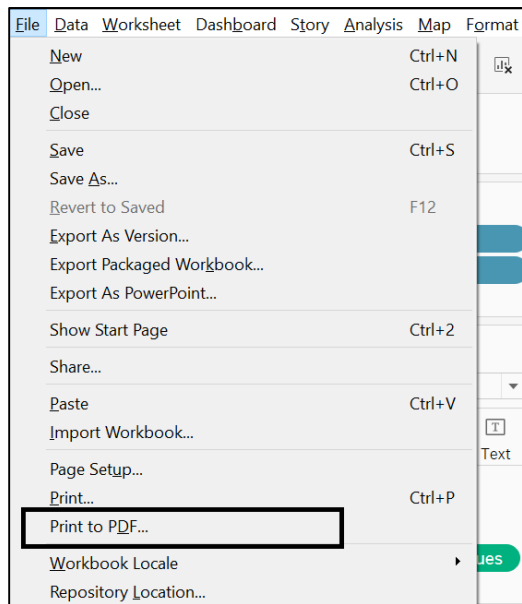 File Data Worksheet Dashboard Story Analysis Map Format
New Ctrl+N
Open... Ctrl+O
Close
Save Ctrl+S
Save As...
Revert to Saved F12
Export As Version...
Export Packaged Workbook...
Export As PowerPoint...
Show Start Page Ctrl+2
Share...
Paste Ctrl+V
Import Workbook...
T
Text
Page Setup...
Print... Ctrl+P
Print to PDF...
ues
Workbook Locale
Repository Location...